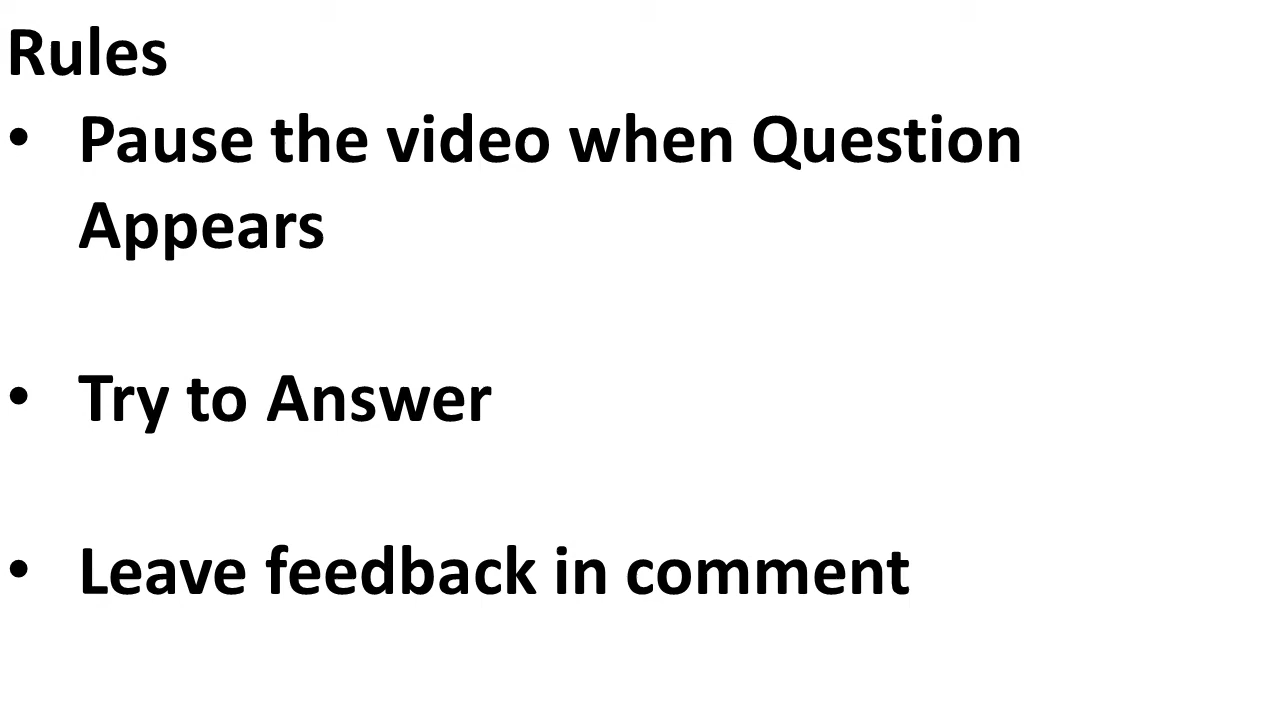 Rules
• Pause the video when Question
Appears
• Try to Answer
• Leave feedback in comment